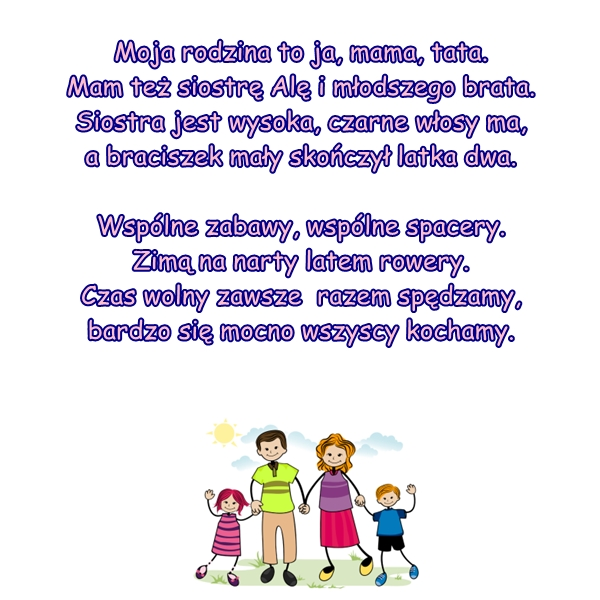 Moja rodzina to ja, mama, tata.
Mam też siostrę Alę i młodszego brata.
Siostra jest wysoka, czarne włosy ma,
a braciszek mały skończył latka dwa.
Wspólne zabawy, wspólne spacery.
Zimą na narty latem rowery.
Czas wolny zawsze razem spędzamy,
bardzo się mocno wszyscy kochamy.